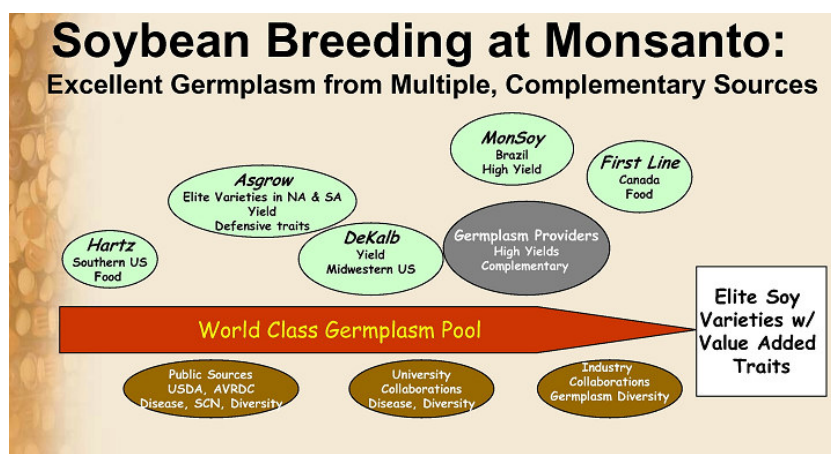 Soybean Breeding at Monsanto:
Excellent Germplasm from Multiple, Complementary Sources
MonSoy
Brazil
High Yield
First Line
Canada
Food
Asgrow
Elite Varieties in NA & SA
Yield
Defensive traits
Hartz
Southern US
Food
DeKalb
Yield
Midwestern US
Germplasm Providers
High Yields
Complementary
World Class Germplasm Pool
Elite Soy
Varieties w/
Value Added
Traits
Public Sources
USDA, AVRDC
Disease, SCN, Diversity
University
Collaborations
Disease, Diversity
Industry
Collaborations
Germplasm Diversity